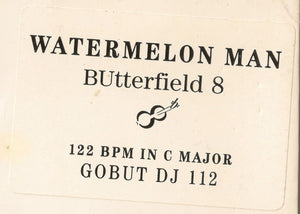 WATERMELON MAN
BUtterfield 8
122 BPM IN C MAJOR
GOBUT DJ 112